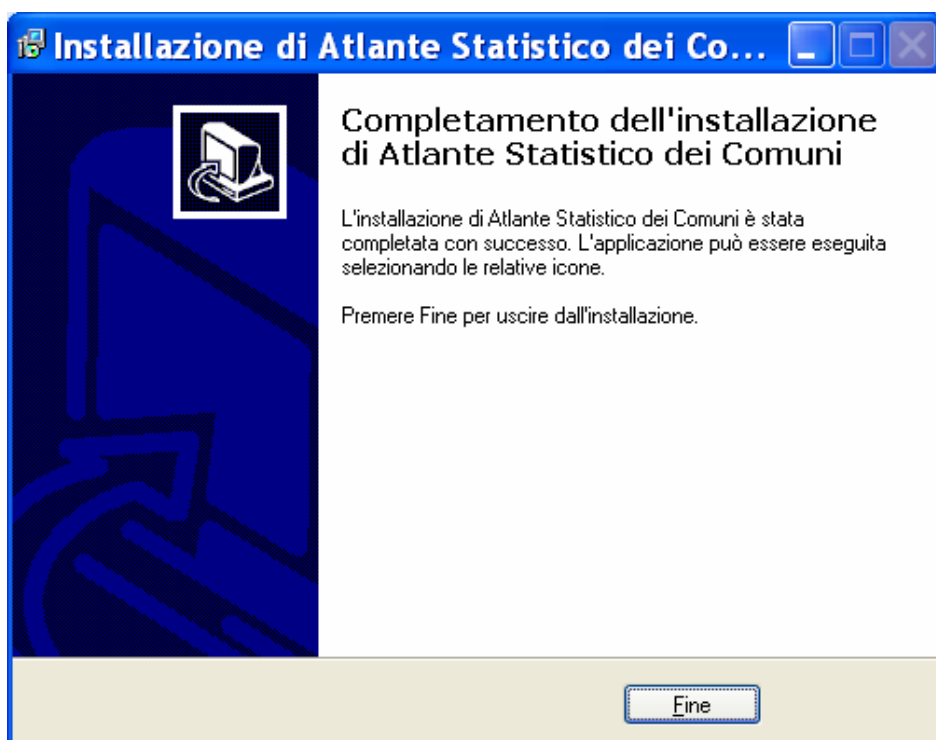 Installazione di Atlante Statistico dei Co...
Completamento dell'installazione
di Atlante Statistico dei Comuni
L'installazione di Atlante Statistico dei Comuni è stata
completata con successo. L'applicazione può essere eseguita
selezionando le relative icone.
Premere Fine per uscire dall'installazione.
Fine